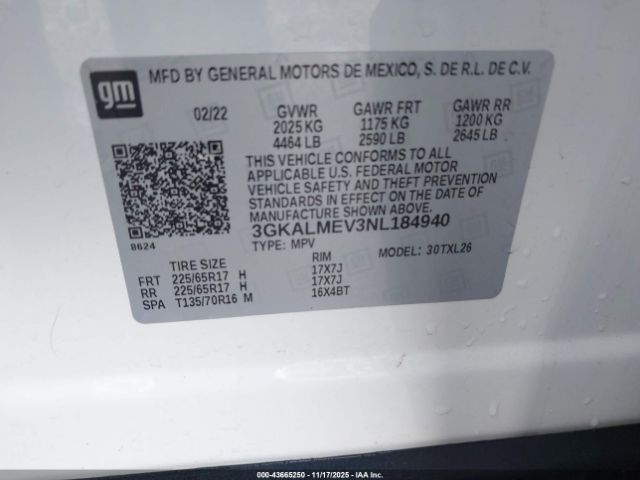 gm
MFD BY GENERAL MOTORS DE MEXICO, S. DE R.L. DE C.V.
02/22 GVWR GAWR FRT GAWR RR
2025 KG 1175 KG 1200 KG
4464 LB 2590 LB 2645 LB
THIS VEHICLE CONFORMS TO ALL
APPLICABLE U.S. FEDERAL MOTOR
VEHICLE SAFETY AND THEFT PREVENTION
STANDARDS IN EFFECT ON THE DATE OF
MANUFACTURE SHOWN ABOVE.
3GKALMEV3NL184940
8624
TYPE: MPV MODEL: 30TXL26
TIRE SIZE RIM
FRT 225/65R17 H 17X7J
RR 225/65R17 H 17X7J
SPA T135/70R16 M 16X4BT
© - 43665250 - 11/17/2025 - IAA Inc.